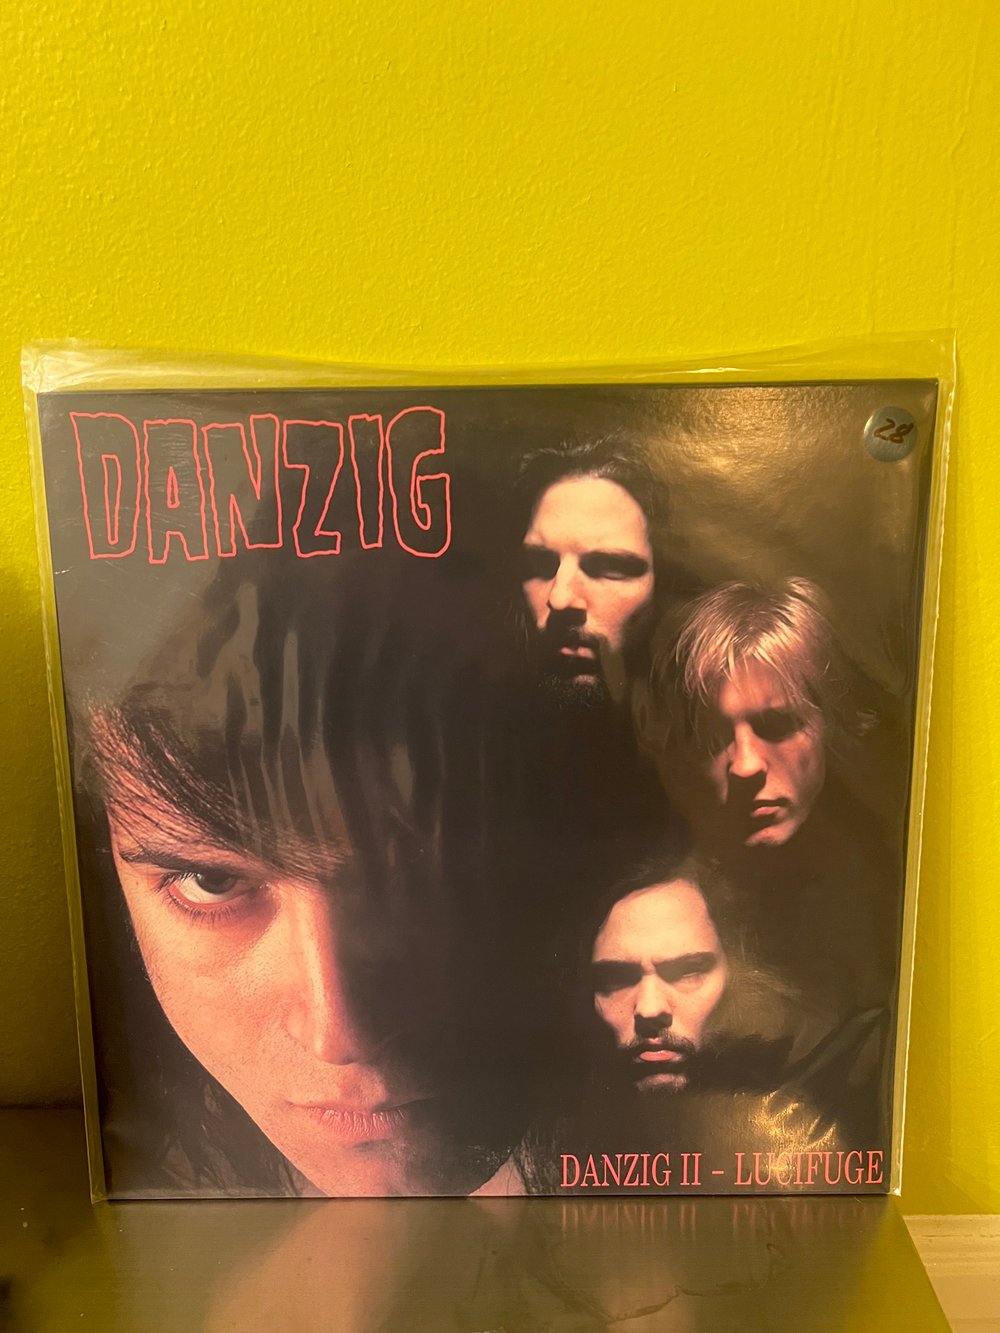 DANZIG
28
DANZIG II - LUCIFUGE